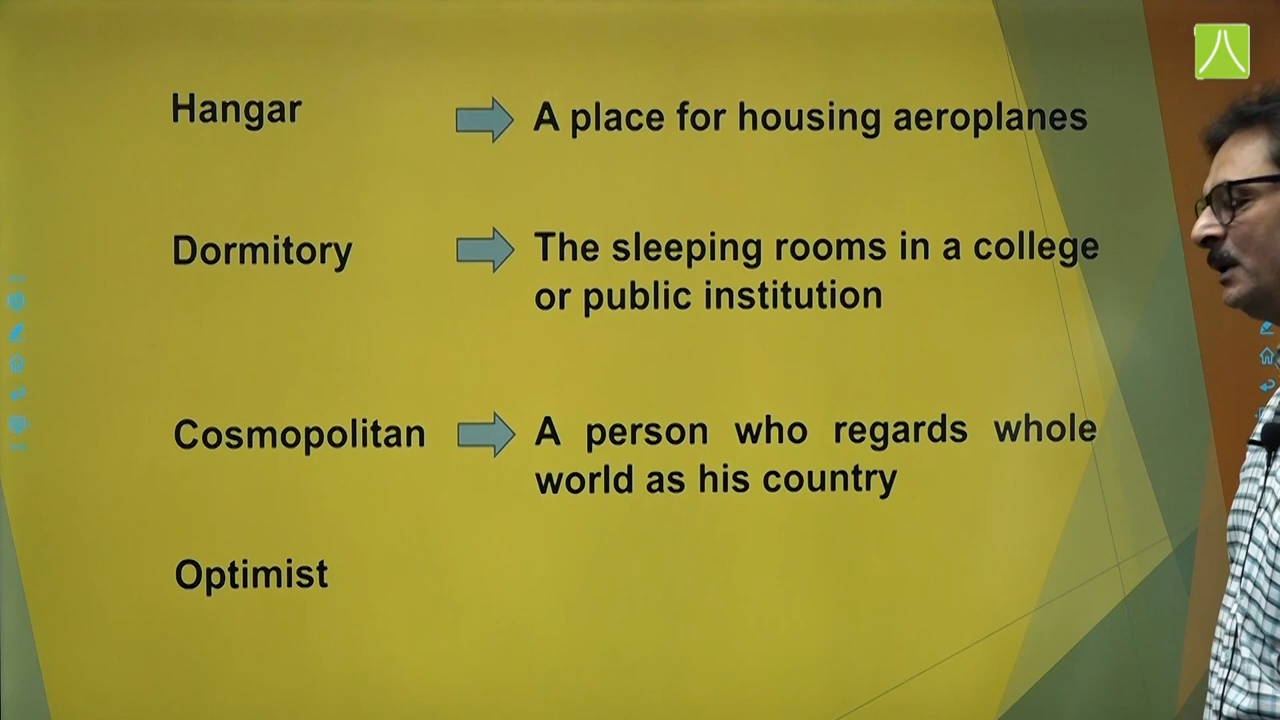 Hangar
A place for housing aeroplanes
Dormitory
The sleeping rooms in a college
or public institution
Cosmopolitan
A person who regards whole
world as his country
Optimist